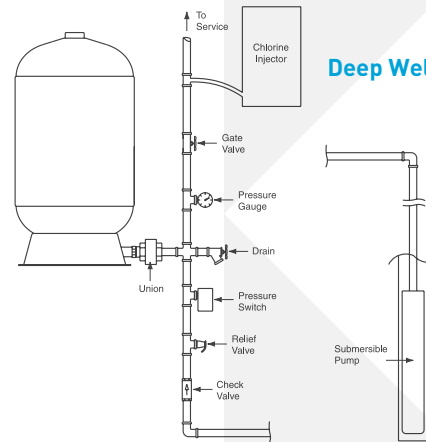 To
Service
Chlorine
Injector
Deep Wel
Gate
Valve
Pressure
Gauge
Drain
Union
Pressure
Switch
Relief
Valve
Submersible
Pump
Check
Valve